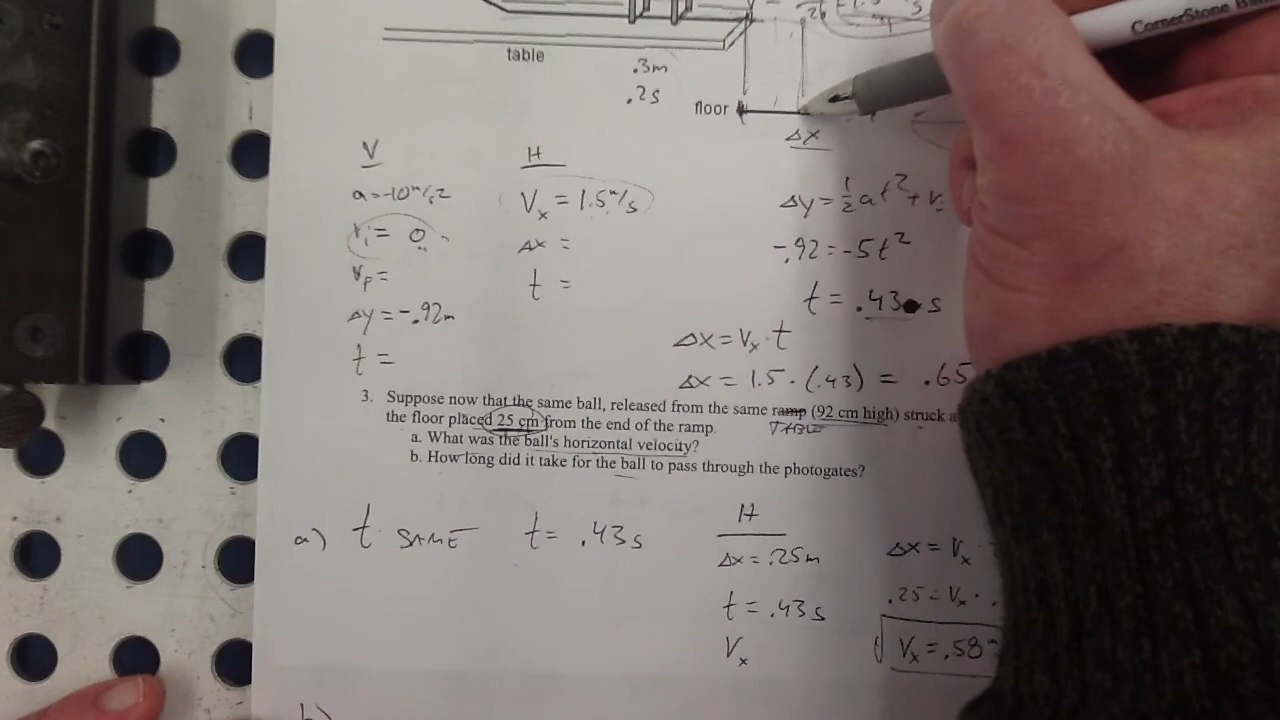 CornerStone Ban
table
.3m
.2s
floor
Δx
V
a=-10m/s2
vi= 0
vf=
Δy=-.92m
t =
H
Vx = 1.5m/s
Δx =
t =
Δy=1/2at²+v
-.92=-5t²
t = .43 s
Δx=Vx·t
Δx = 1.5·(.43) = .65
3. Suppose now that the same ball, released from the same ramp (92 cm high) struck a
TABLE
the floor placed 25 cm from the end of the ramp.
a. What was the ball's horizontal velocity?
b. How long did it take for the ball to pass through the photogates?
a) t SAME t= .43s
H
Δx=.25m
t=.43s
Vx
Δx=Vx·
.25=Vx· .
Vx=.58m
b)